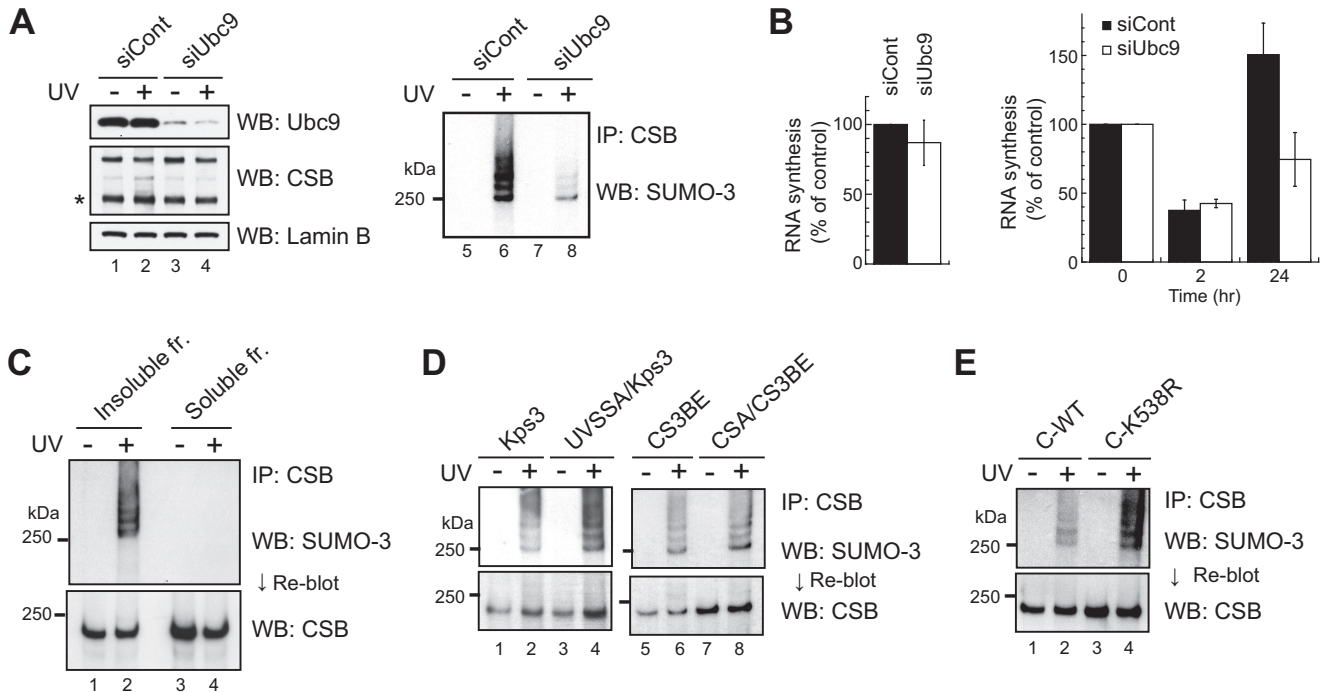 A
siCont siUbc9
UV - + - +
WB: Ubc9
WB: CSB
*
WB: Lamin B
1 2 3 4
siCont siUbc9
UV - + - +
IP: CSB
kDa
WB: SUMO-3
250
5 6 7 8
B
siCont
siUbc9
RNA synthesis
(% of control)
100
50
0
siCont
siUbc9
RNA synthesis
(% of control)
150
100
50
0
0 2 24
Time (hr)
C
Insoluble fr. Soluble fr.
UV - + - +
IP: CSB
kDa
250
WB: SUMO-3
↓ Re-blot
250
WB: CSB
1 2 3 4
D
Kps3 UVSSA/Kps3 CS3BE CSA/CS3BE
UV - + - + - + - +
IP: CSB
kDa
250
WB: SUMO-3
↓ Re-blot
250
WB: CSB
1 2 3 4 5 6 7 8
E
C-WT C-K538R
UV - + - +
IP: CSB
kDa
250
WB: SUMO-3
↓ Re-blot
250
WB: CSB
1 2 3 4